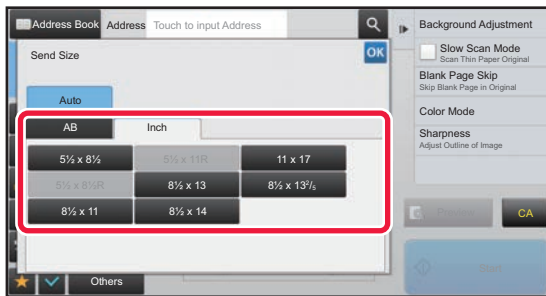 Address Book
Address
Touch to input Address
Send Size
OK
Auto
AB
Inch
5½ x 8½
5½ x 11R
11 x 17
5½ x 8½R
8½ x 13
8½ x 13²/₅
8½ x 11
8½ x 14
Others
Background Adjustment
Slow Scan Mode
Scan Thin Paper Original
Blank Page Skip
Skip Blank Page in Original
Color Mode
Sharpness
Adjust Outline of Image
Preview
CA
Start